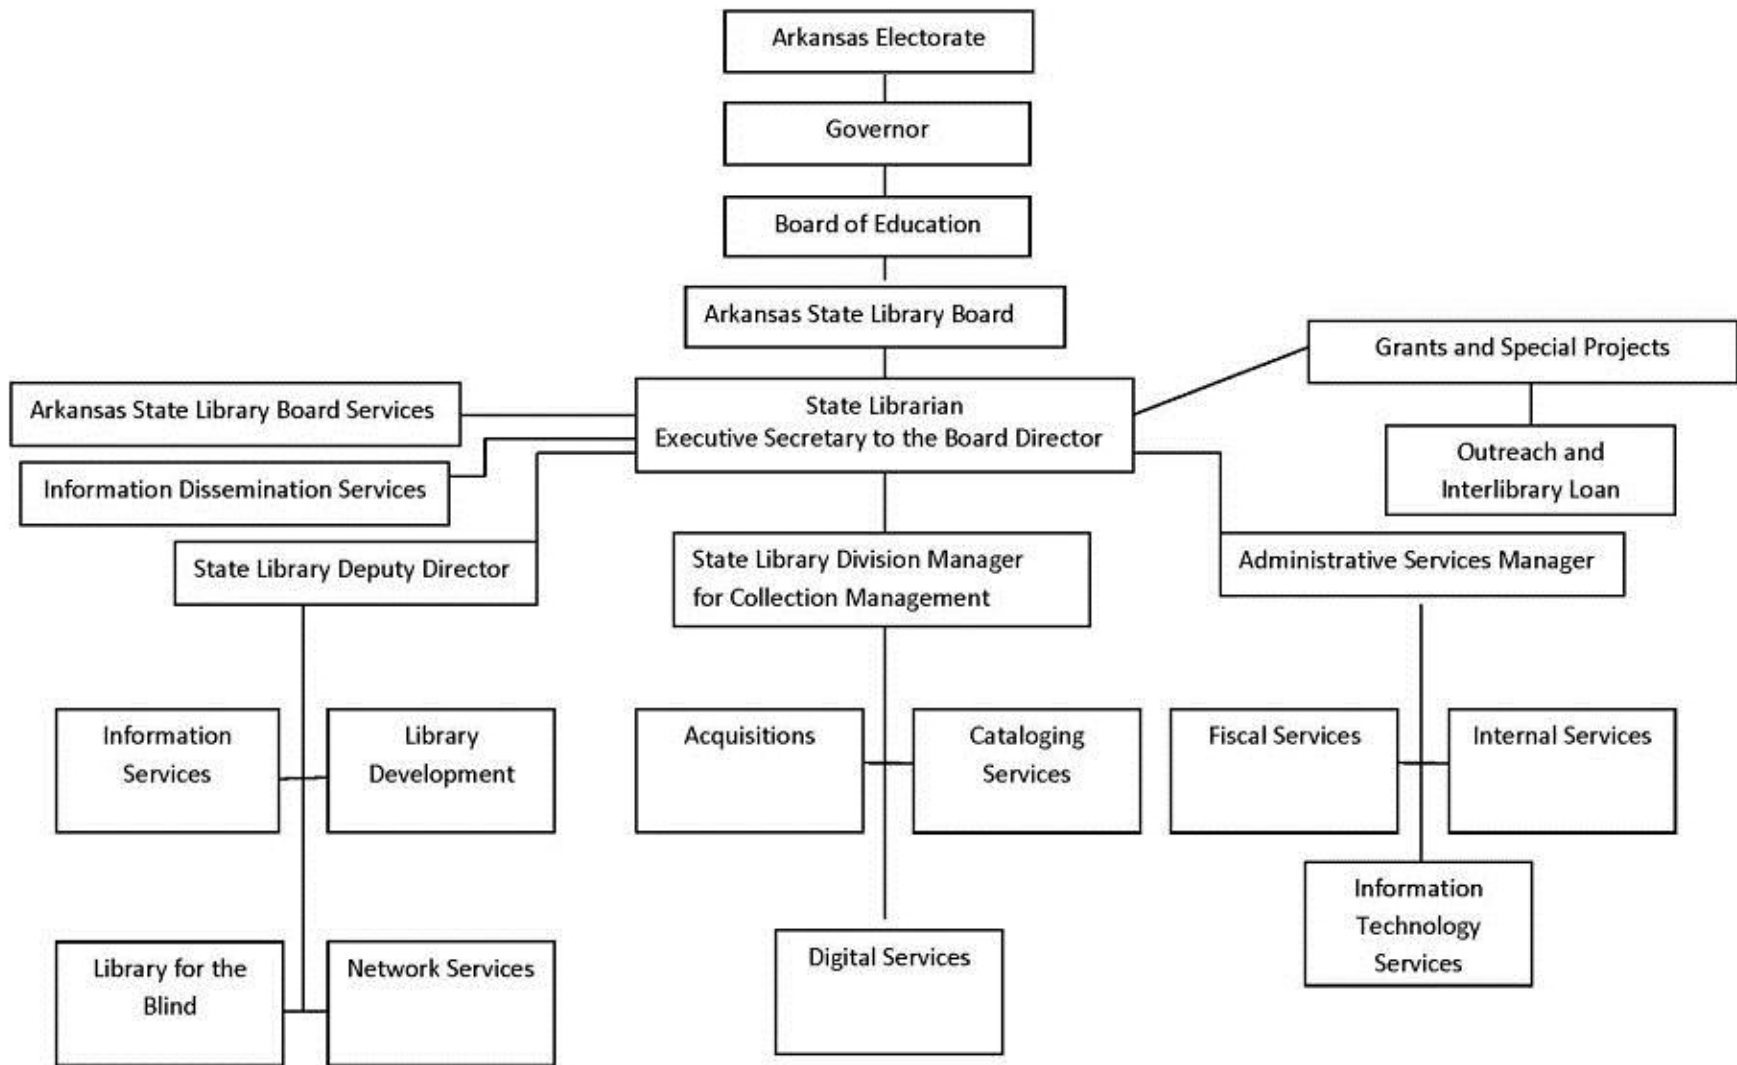 Arkansas Electorate
Governor
Board of Education
Arkansas State Library Board
Grants and Special Projects
Arkansas State Library Board Services
State Librarian
Executive Secretary to the Board Director
Outreach and
Interlibrary Loan
Information Dissemination Services
State Library Deputy Director
State Library Division Manager
for Collection Management
Administrative Services Manager
Information
Services
Library
Development
Acquisitions
Cataloging
Services
Fiscal Services
Internal Services
Information
Technology
Services
Library for the
Blind
Network Services
Digital Services